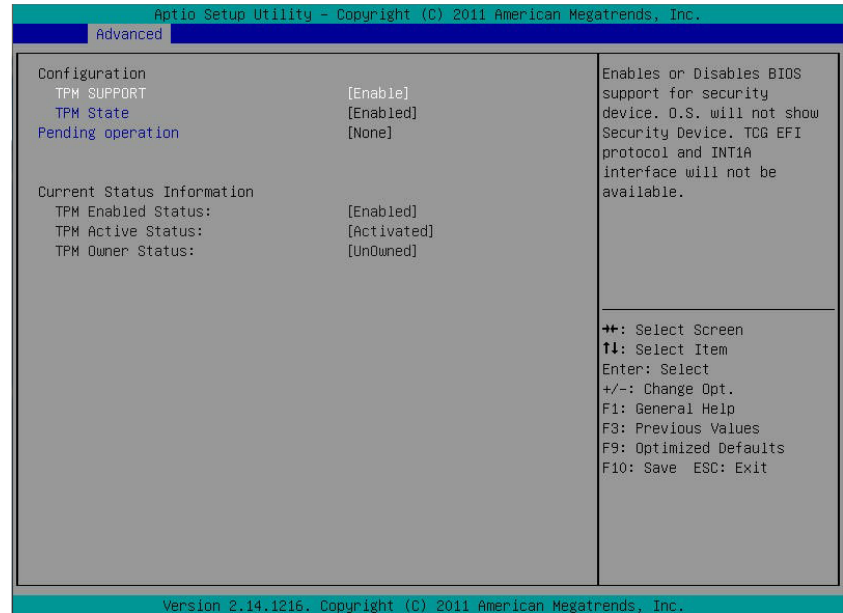 Aptio Setup Utility – Copyright (C) 2011 American Megatrends, Inc.
Advanced
Configuration
TPM SUPPORT [Enable]
TPM State [Enabled]
Pending operation [None]
Current Status Information
TPM Enabled Status: [Enabled]
TPM Active Status: [Activated]
TPM Owner Status: [UnOwned]
Enables or Disables BIOS
support for security
device. O.S. will not show
Security Device. TCG EFI
protocol and INT1A
interface will not be
available.
→←: Select Screen
↑↓: Select Item
Enter: Select
+/-: Change Opt.
F1: General Help
F3: Previous Values
F9: Optimized Defaults
F10: Save ESC: Exit
Version 2.14.1216. Copyright (C) 2011 American Megatrends, Inc.